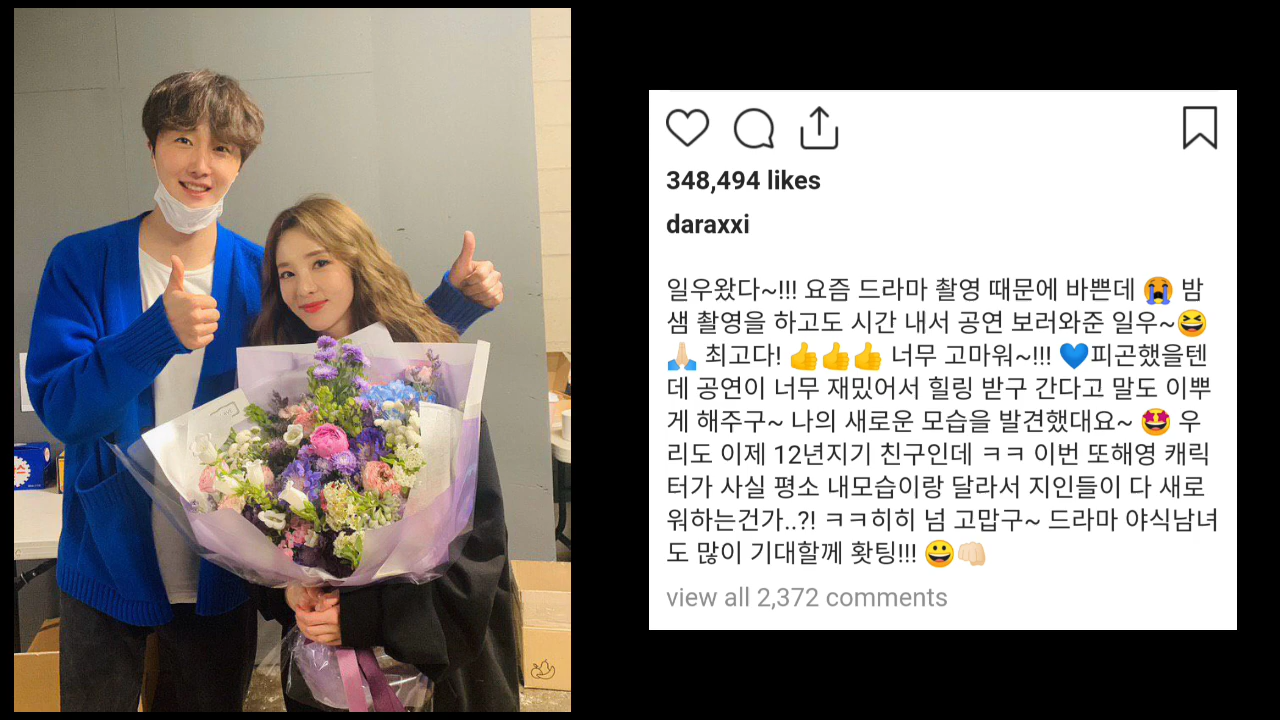 348,494 likes
daraxxi
일우왔다~!!! 요즘 드라마 촬영 때문에 바쁜데 😭 밤
샘 촬영을 하고도 시간 내서 공연 보러와준 일우~😆
🙏🏻 최고다! 👍👍👍 너무 고마워~!!! 💙피곤했을텐
데 공연이 너무 재밌어서 힐링 받구 간다고 말도 이뿌
게 해주구~ 나의 새로운 모습을 발견했대요~ 🤩 우
리도 이제 12년지기 친구인데 ㅋㅋ 이번 또해영 캐릭
터가 사실 평소 내모습이랑 달라서 지인들이 다 새로
워하는건가..?! ㅋㅋ히히 넘 고맙구~ 드라마 야식남녀
도 많이 기대할께 홧팅!!! 😀👊🏻
view all 2,372 comments